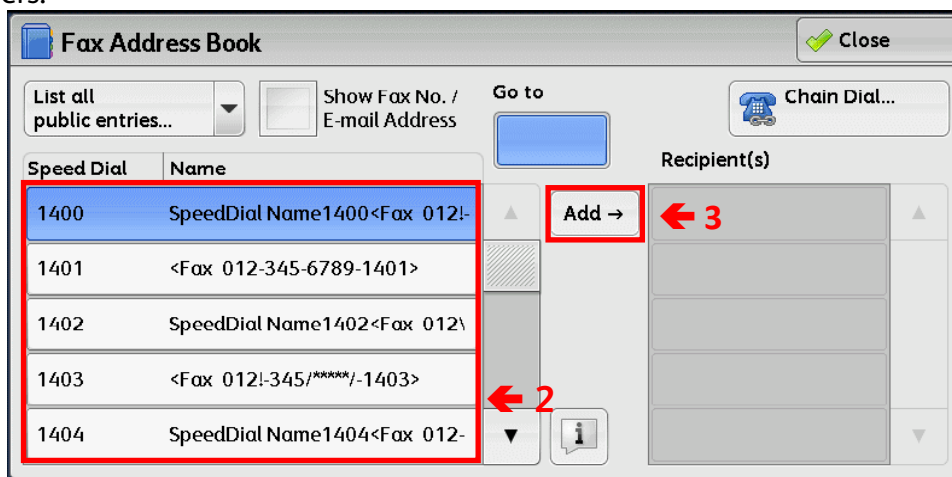 ers.
Fax Address Book
Close
List all
public entries...
Show Fax No. /
E-mail Address
Go to
Chain Dial...
Speed Dial Name
Recipient(s)
1400 SpeedDial Name1400<Fax 012!-
Add →
← 3
1401 <Fax 012-345-6789-1401>
1402 SpeedDial Name1402<Fax 012\
1403 <Fax 012!-345/*****/-1403>
← 2
1404 SpeedDial Name1404<Fax 012-
i